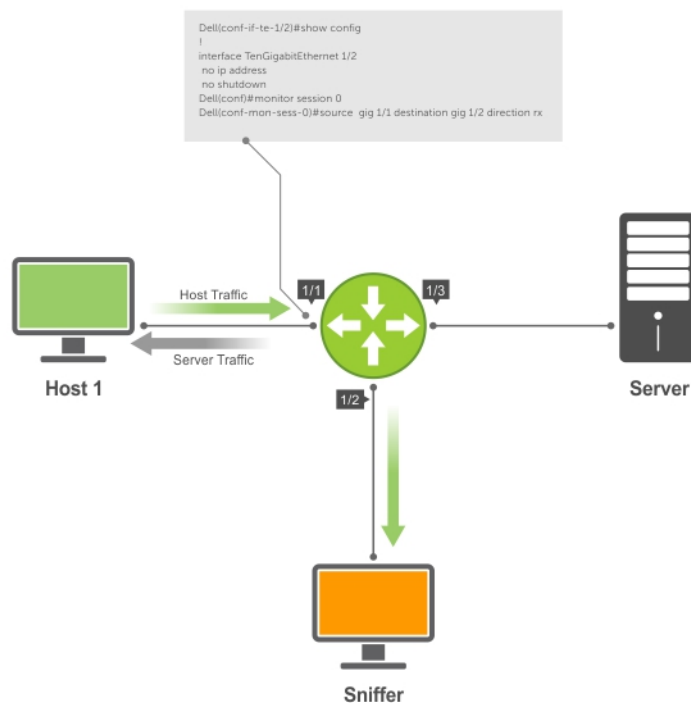 Dell(conf-if-te-1/2)#show config
!
interface TenGigabitEthernet 1/2
no ip address
no shutdown
Dell(conf)#monitor session 0
Dell(conf-mon-sess-0)#source gig 1/1 destination gig 1/2 direction rx
Host Traffic
1/1
1/3
Server Traffic
Host 1
Server
1/2
Sniffer